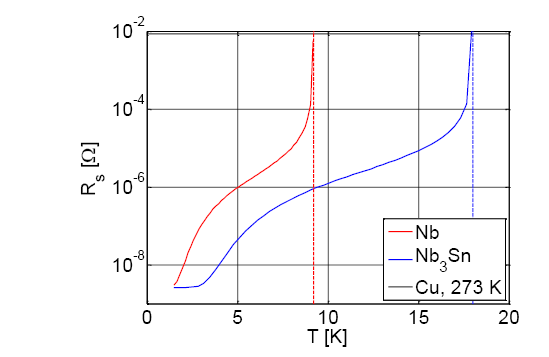 10^-2
10^-4
10^-6
10^-8
R_s [Ω]
0 5 10 15 20
T [K]
Nb
Nb_3Sn
Cu, 273 K